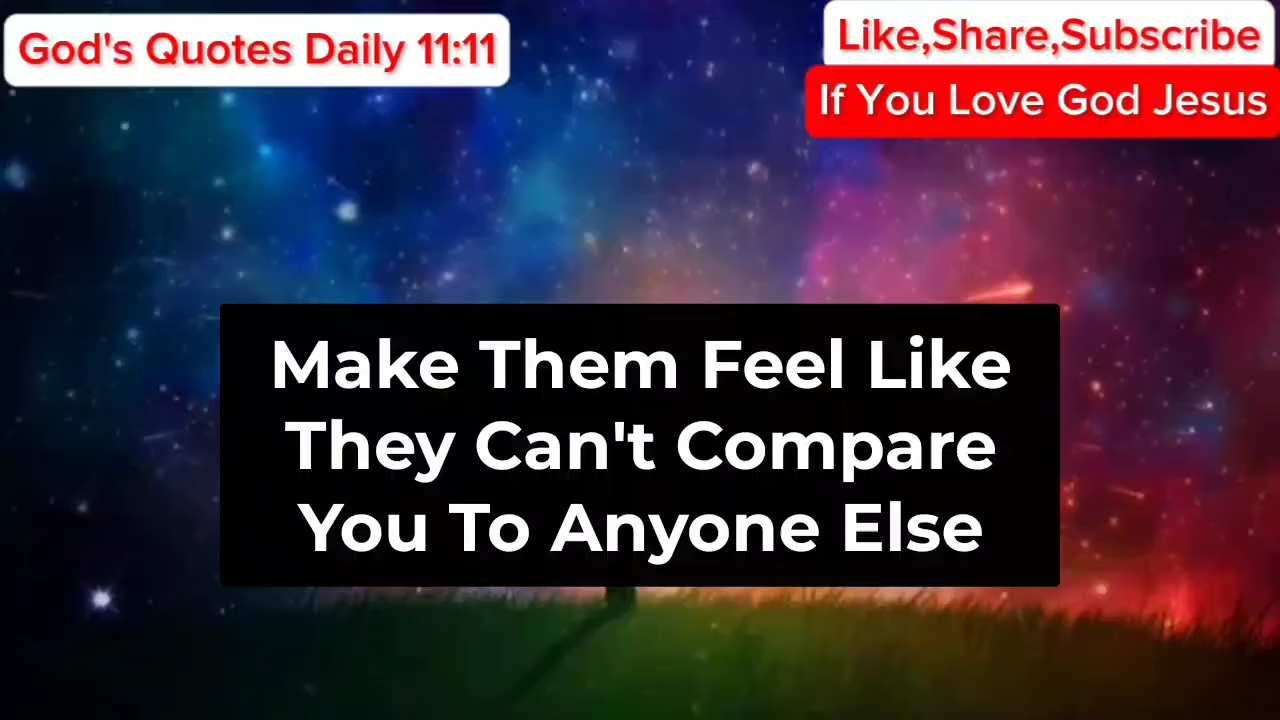 God's Quotes Daily 11:11
Like,Share,Subscribe
If You Love God Jesus
Make Them Feel Like
They Can't Compare
You To Anyone Else